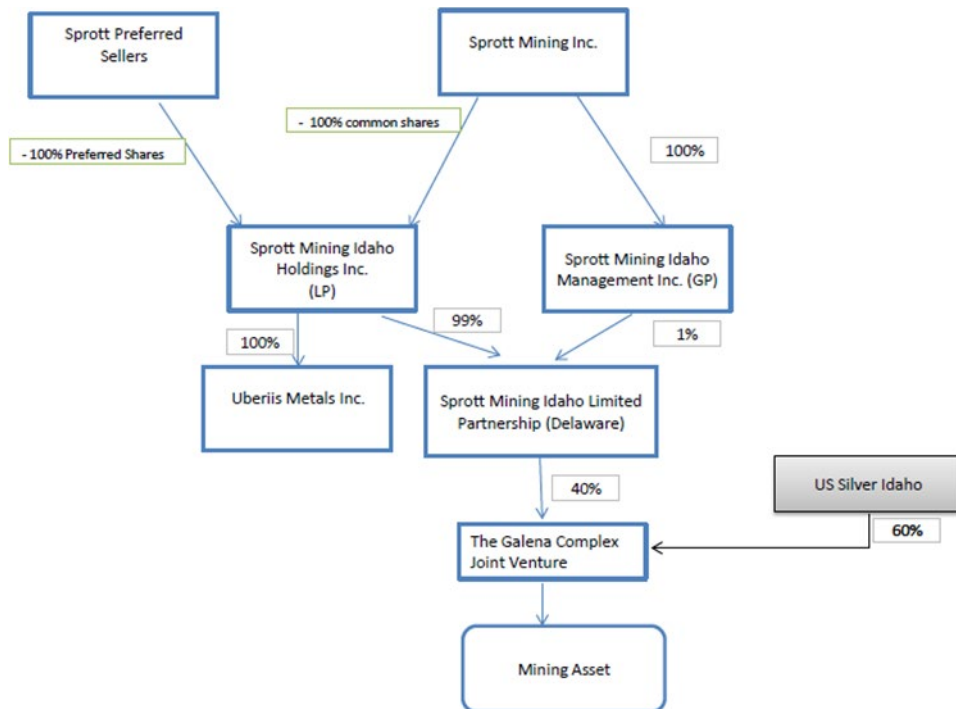 Sprott Preferred
Sellers
Sprott Mining Inc.
- 100% common shares
- 100% Preferred Shares
100%
Sprott Mining Idaho
Holdings Inc.
(LP)
Sprott Mining Idaho
Management Inc. (GP)
99%
1%
100%
Uberiis Metals Inc.
Sprott Mining Idaho Limited
Partnership (Delaware)
40%
US Silver Idaho
60%
The Galena Complex
Joint Venture
Mining Asset